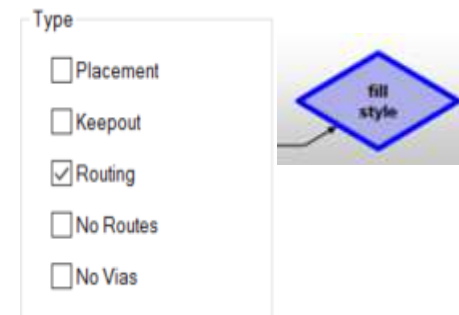 Type
Placement
Keepout
Routing
No Routes
No Vias
fill
style